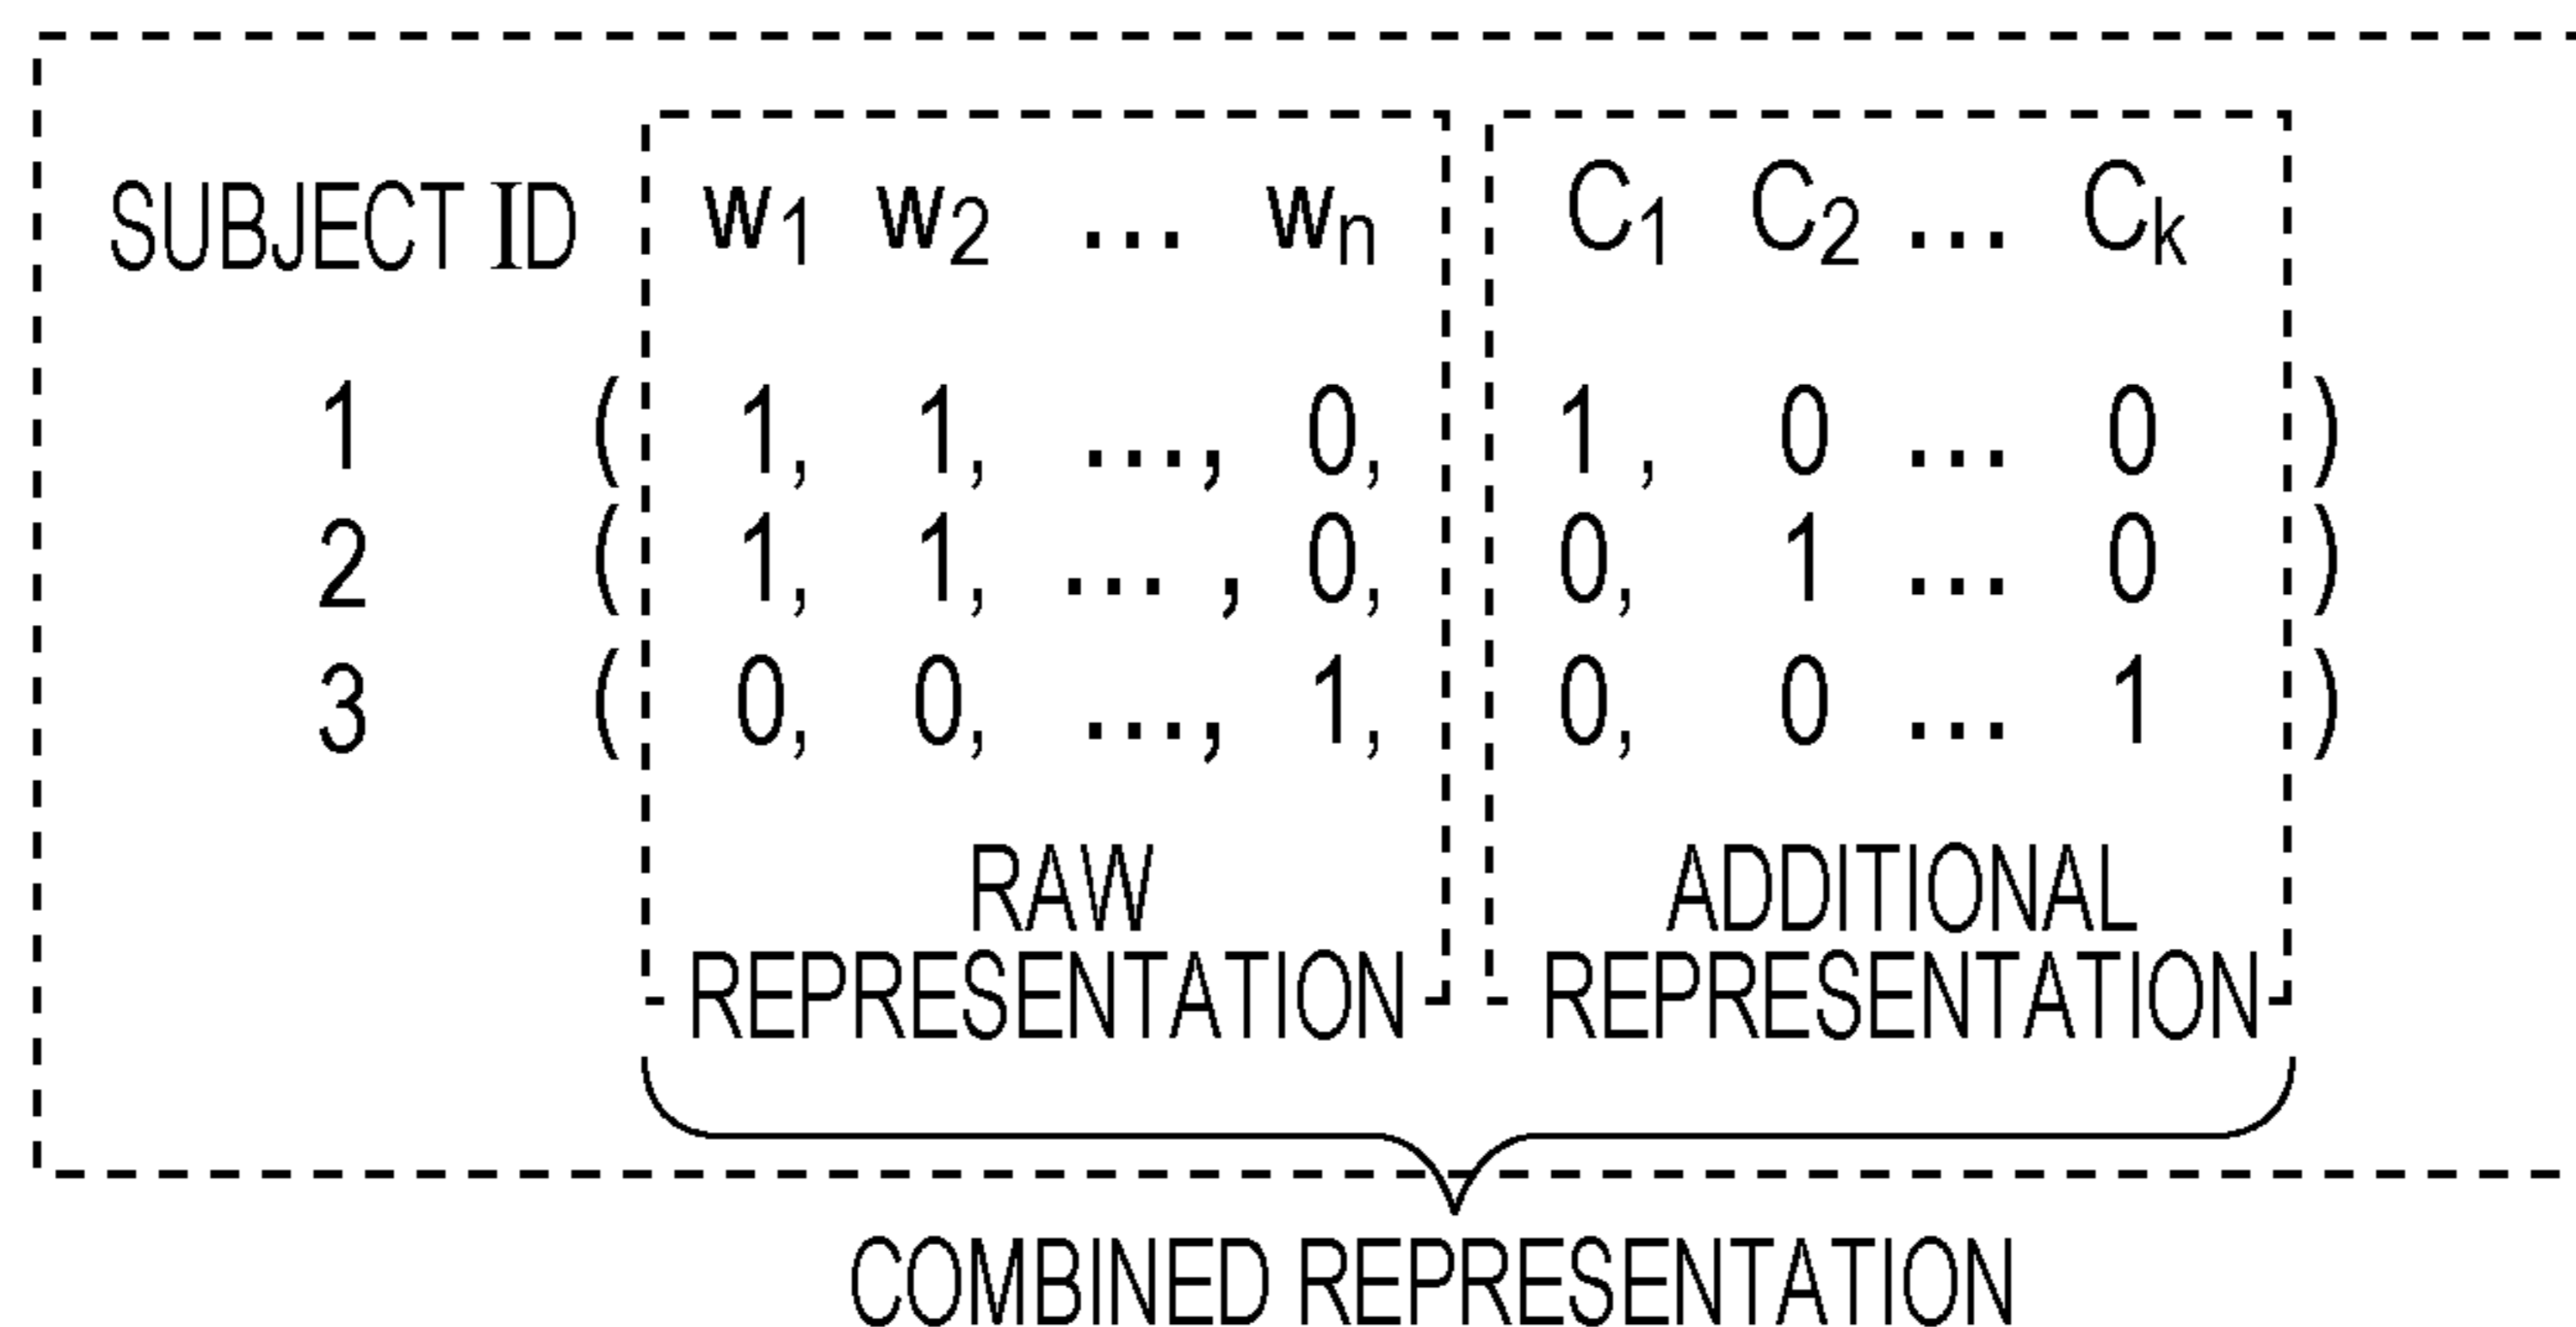 SUBJECT ID w1 w2 ... wn C1 C2 ... Ck
1 ( 1, 1, ..., 0, 1 , 0 ... 0 )
2 ( 1, 1, ... , 0, 0, 1 ... 0 )
3 ( 0, 0, ..., 1, 0, 0 ... 1 )
RAW
REPRESENTATION
ADDITIONAL
REPRESENTATION
COMBINED REPRESENTATION